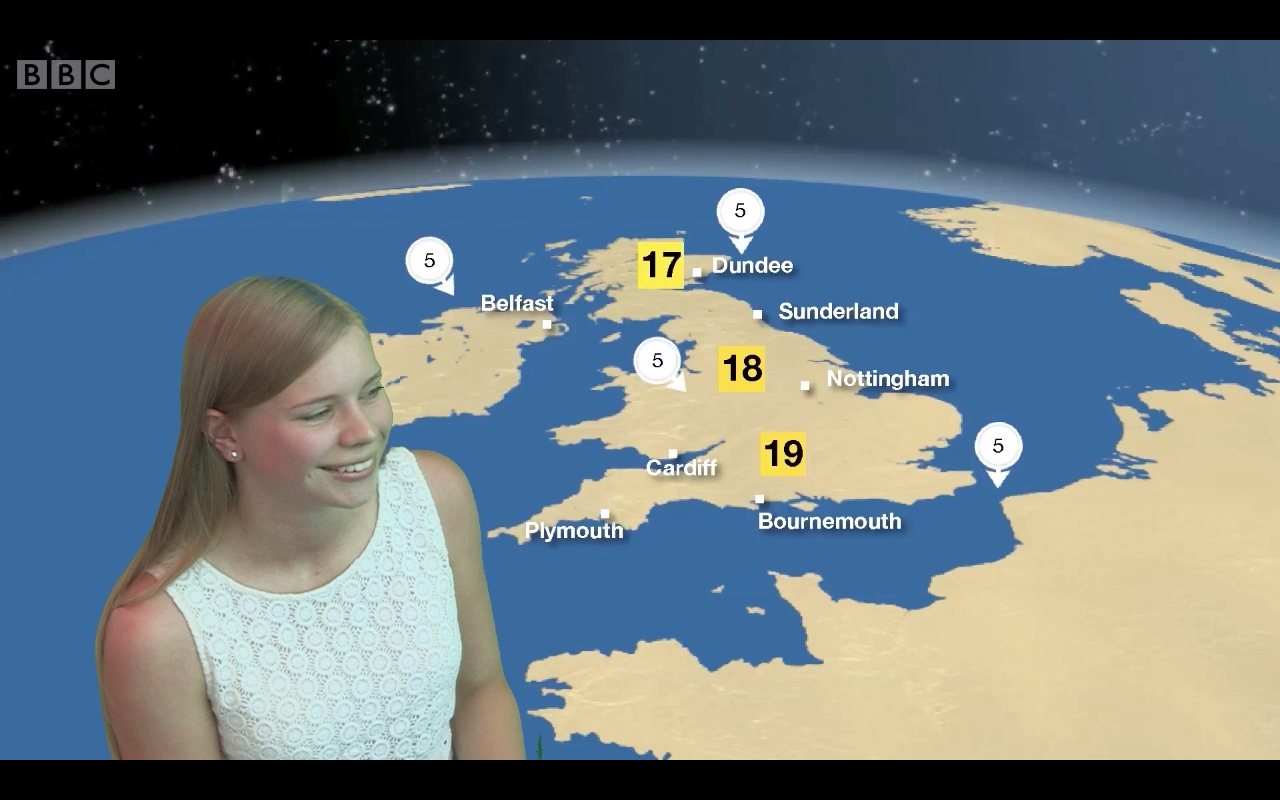 BBC
5
5
17
Dundee
Belfast
Sunderland
5
18
Nottingham
5
19
Cardiff
Bournemouth
Plymouth